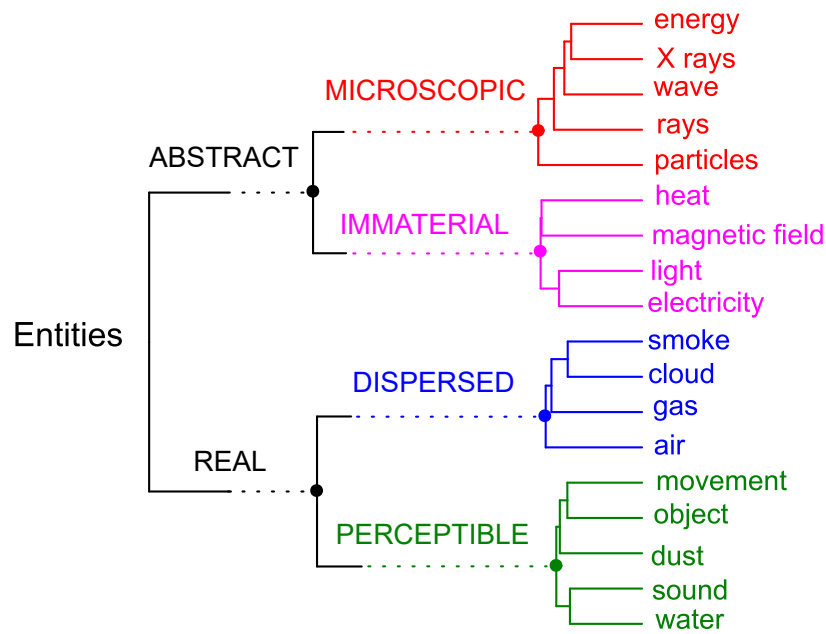 energy
X rays
MICROSCOPIC
wave
rays
ABSTRACT
particles
heat
IMMATERIAL
magnetic field
light
electricity
Entities
smoke
DISPERSED
cloud
gas
air
REAL
movement
object
PERCEPTIBLE
dust
sound
water